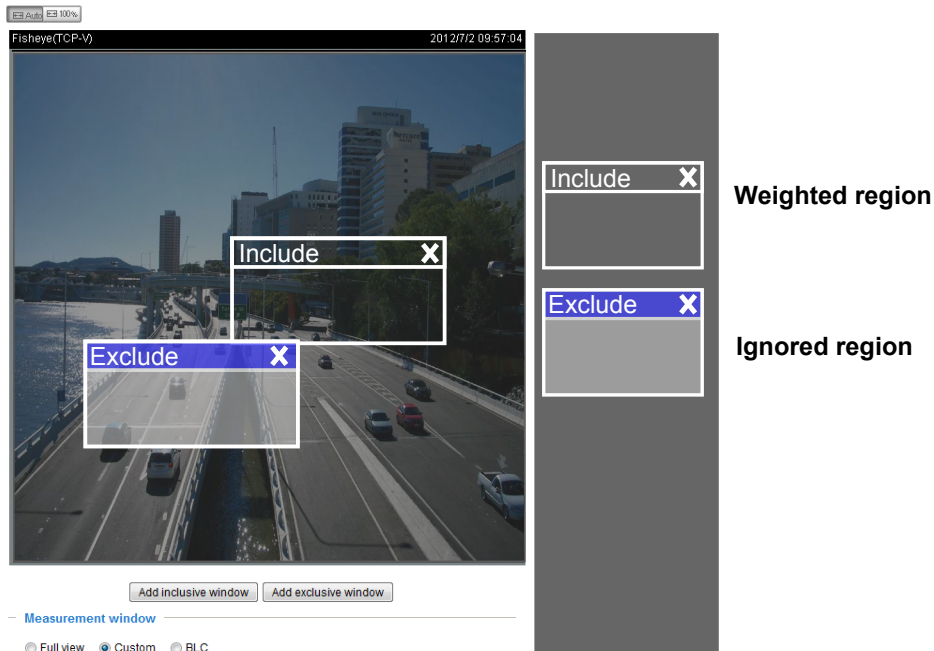 Auto 100%
Fisheye(TCP-V) 2012/7/2 09:57:04
Include X
Weighted region
Include X
Exclude X
Ignored region
Exclude X
Add inclusive window Add exclusive window
Measurement window
Full view Custom BLC